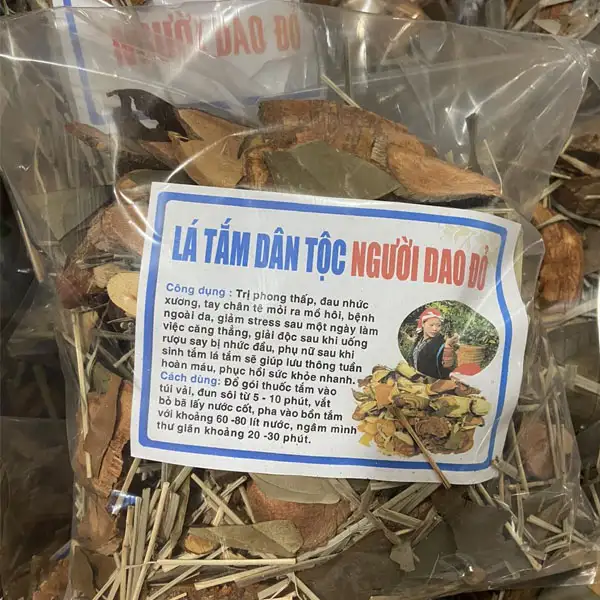 LÁ TẮM DÂN TỘC NGƯỜI DAO ĐỎ
Công dụng : Trị phong thấp, đau nhức
xương, tay chân tê mỏi ra mồ hôi, bệnh
ngoài da, giảm stress sau một ngày làm
việc căng thẳng, giải độc sau khi uống
rượu say bị nhức đầu, phụ nữ sau khi
sinh tắm lá tắm sẽ giúp lưu thông tuần
hoàn máu, phục hồi sức khỏe nhanh.
Cách dùng: Đổ gói thuốc tắm vào
túi vải, đun sôi từ 5 - 10 phút, vắt
bỏ bã lấy nước cốt, pha vào bồn tắm
với khoảng 60 -80 lít nước, ngâm mình
thư giãn khoảng 20 -30 phút.